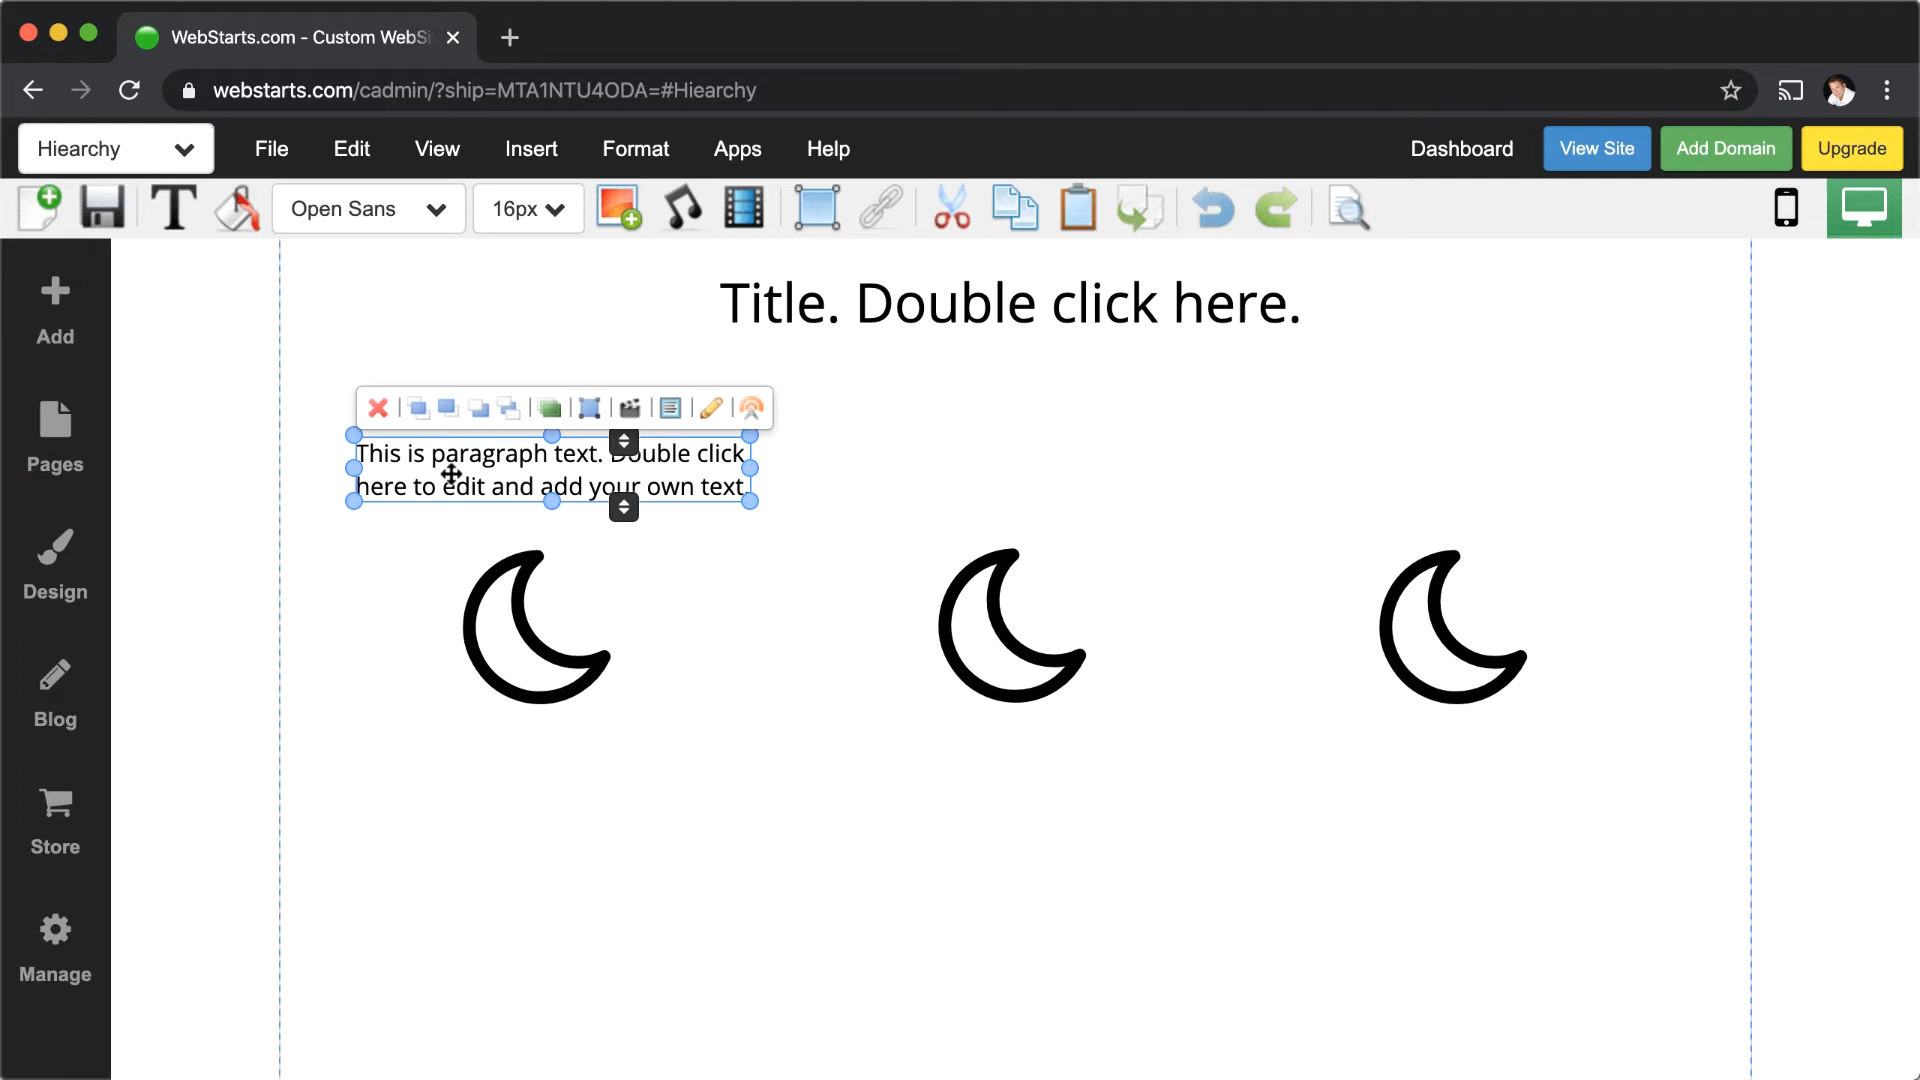 WebStarts.com - Custom WebSi
webstarts.com/cadmin/?ship=MTA1NTU4ODA=#Hiearchy
Hiearchy File Edit View Insert Format Apps Help Dashboard View Site Add Domain Upgrade
T Open Sans 16px
Add
Pages
Design
Blog
Store
Manage
Title. Double click here.
This is paragraph text. Double click
here to edit and add your own text.